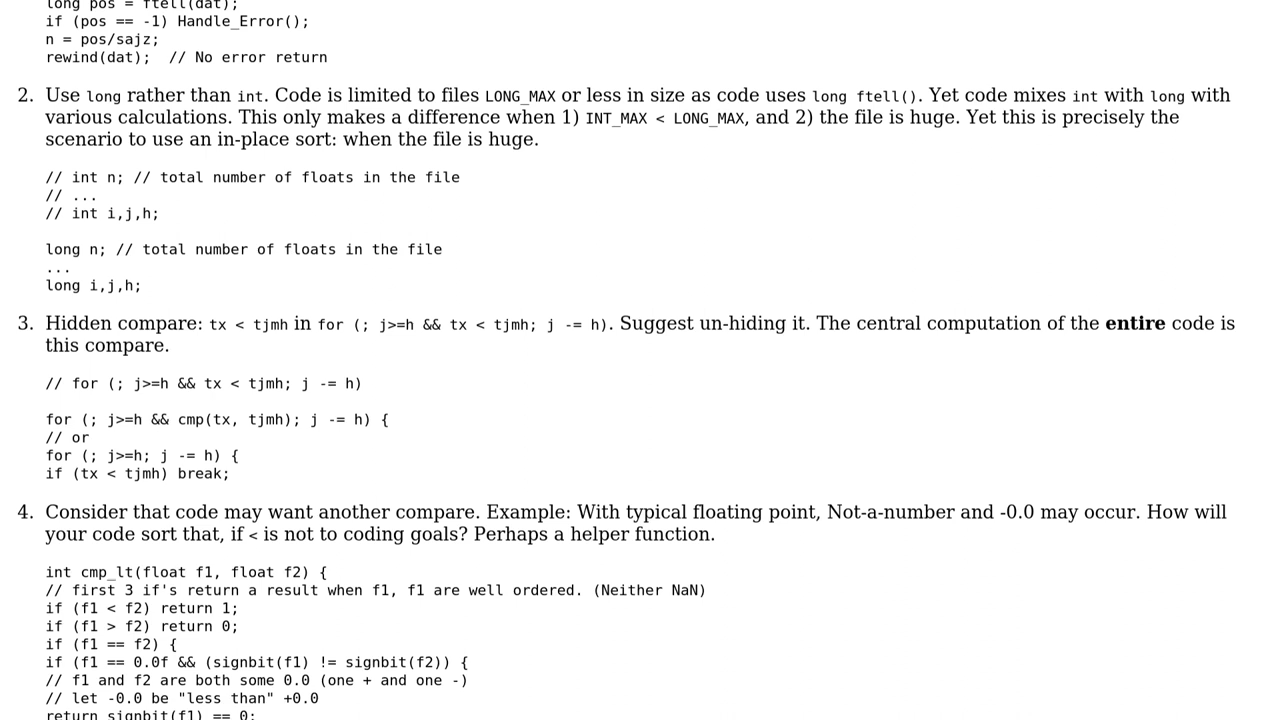 long pos = ftell(dat);
if (pos == -1) Handle_Error();
n = pos/sajz;
rewind(dat);  // No error return
2. Use long rather than int. Code is limited to files LONG_MAX or less in size as code uses long ftell(). Yet code mixes int with long with
various calculations. This only makes a difference when 1) INT_MAX < LONG_MAX, and 2) the file is huge. Yet this is precisely the
scenario to use an in-place sort: when the file is huge.
// int n; // total number of floats in the file
// ...
// int i,j,h;
long n; // total number of floats in the file
...
long i,j,h;
3. Hidden compare: tx < tjmh in for (; j>=h && tx < tjmh; j -= h). Suggest un-hiding it. The central computation of the entire code is
this compare.
// for (; j>=h && tx < tjmh; j -= h)
for (; j>=h && cmp(tx, tjmh); j -= h) {
// or
for (; j>=h; j -= h) {
if (tx < tjmh) break;
4. Consider that code may want another compare. Example: With typical floating point, Not-a-number and -0.0 may occur. How will
your code sort that, if < is not to coding goals? Perhaps a helper function.
int cmp_lt(float f1, float f2) {
// first 3 if's return a result when f1, f1 are well ordered. (Neither NaN)
if (f1 < f2) return 1;
if (f1 > f2) return 0;
if (f1 == f2) {
if (f1 == 0.0f && (signbit(f1) != signbit(f2)) {
// f1 and f2 are both some 0.0 (one + and one -)
// let -0.0 be "less than" +0.0
return signbit(f1) == 0;